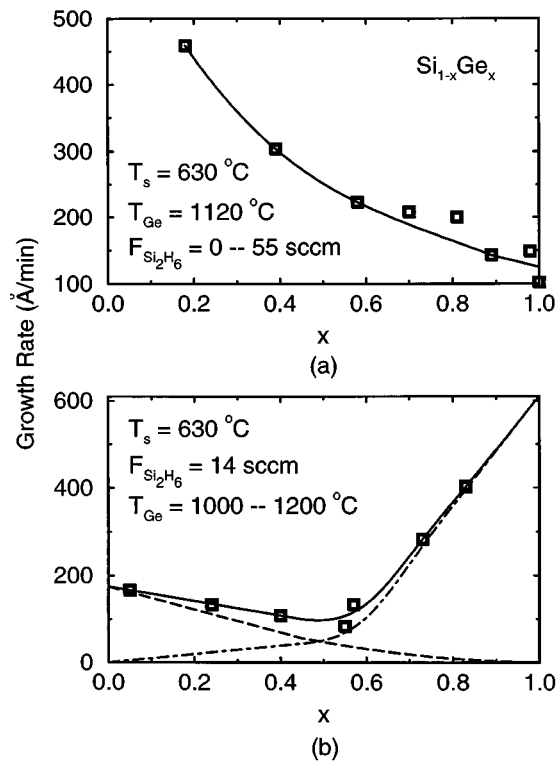 500
400
300
200
100
Si1-xGex
Ts = 630 °C
TGe = 1120 °C
FSi2H6 = 0 -- 55 sccm
0.0 0.2 0.4 0.6 0.8 1.0
x
(a)
Growth Rate (Å/min)
600
400
200
0
Ts = 630 °C
FSi2H6 = 14 sccm
TGe = 1000 -- 1200 °C
0.0 0.2 0.4 0.6 0.8 1.0
x
(b)